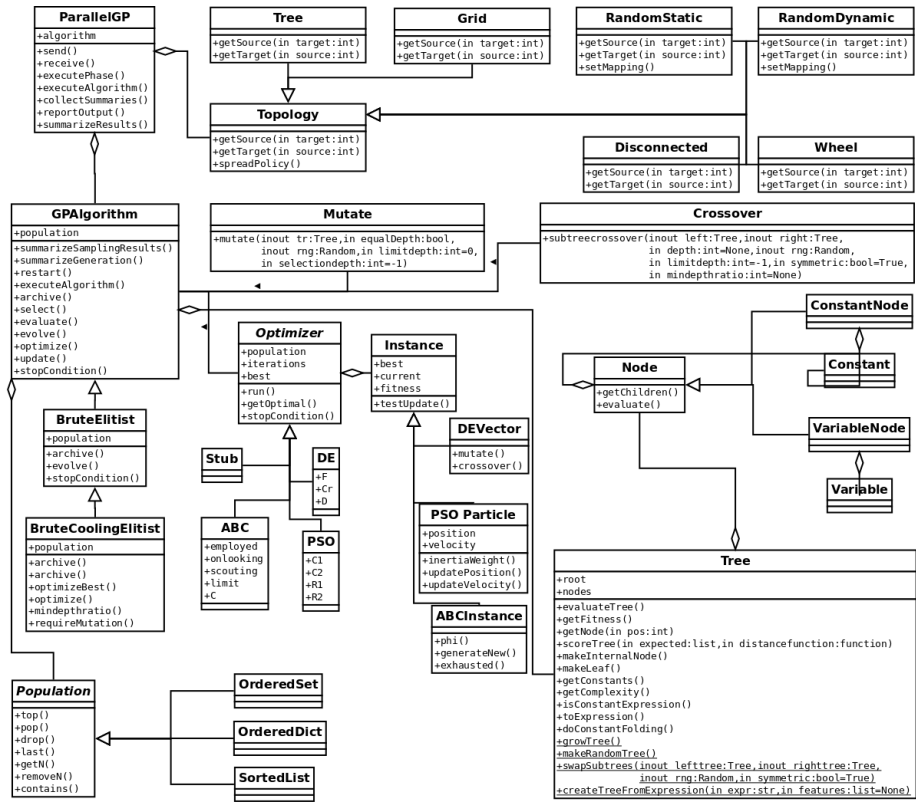 ParallelGP
+algorithm
+send()
+receive()
+executePhase()
+executeAlgorithm()
+collectSummaries()
+reportOutput()
+summarizeResults()
Tree
+getSource(in target:int)
+getTarget(in source:int)
Grid
+getSource(in target:int)
+getTarget(in source:int)
RandomStatic
+getSource(in target:int)
+getTarget(in source:int)
+setMapping()
RandomDynamic
+getSource(in target:int)
+getTarget(in source:int)
+setMapping()
Topology
+getSource(in target:int)
+getTarget(in source:int)
+spreadPolicy()
Disconnected
+getSource(in target:int)
+getTarget(in source:int)
Wheel
+getSource(in target:int)
+getTarget(in source:int)
GPAlgorithm
+population
+summarizeSamplingResults()
+summarizeGeneration()
+restart()
+executeAlgorithm()
+archive()
+select()
+evaluate()
+evolve()
+optimize()
+update()
+stopCondition()
Mutate
+mutate(inout tr:Tree,in equalDepth:bool,
inout rng:Random,in limitdepth:int=0,
in selectiondepth:int=-1)
Crossover
+subtreecrossover(inout left:Tree,inout right:Tree,
in depth:int=None,inout rng:Random,
in limitdepth:int=-1,in symmetric:bool=True,
in mindepthratio:int=None)
Optimizer
+population
+iterations
+best
+run()
+getOptimal()
+stopCondition()
Instance
+best
+current
+fitness
+testUpdate()
Node
+getChildren()
+evaluate()
ConstantNode
Constant
VariableNode
Variable
BruteElitist
+population
+archive()
+evolve()
+stopCondition()
Stub
DE
+F
+Cr
+D
DEVector
+mutate()
+crossover()
BruteCoolingElitist
+population
+archive()
+archive()
+optimizeBest()
+optimize()
+mindepthratio()
+requireMutation()
ABC
+employed
+onlooking
+scouting
+limit
+C
PSO
+C1
+C2
+R1
+R2
PSO Particle
+position
+velocity
+inertiaWeight()
+updatePosition()
+updateVelocity()
ABCInstance
+phi()
+generateNew()
+exhausted()
Tree
+root
+nodes
+evaluateTree()
+getFitness()
+getNode(in pos:int)
+scoreTree(in expected:list,in distancefunction:function)
+makeInternalNode()
+makeLeaf()
+getConstants()
+getComplexity()
+isConstantExpression()
+toExpression()
+doConstantFolding()
+growTree()
+makeRandomTree()
+swapSubtrees(inout lefttree:Tree,inout righttree:Tree,
inout rng:Random,in symmetric:bool=True)
+createTreeFromExpression(in expr:str,in features:list=None)
Population
+top()
+pop()
+drop()
+last()
+getN()
+removeN()
+contains()
OrderedSet
OrderedDict
SortedList